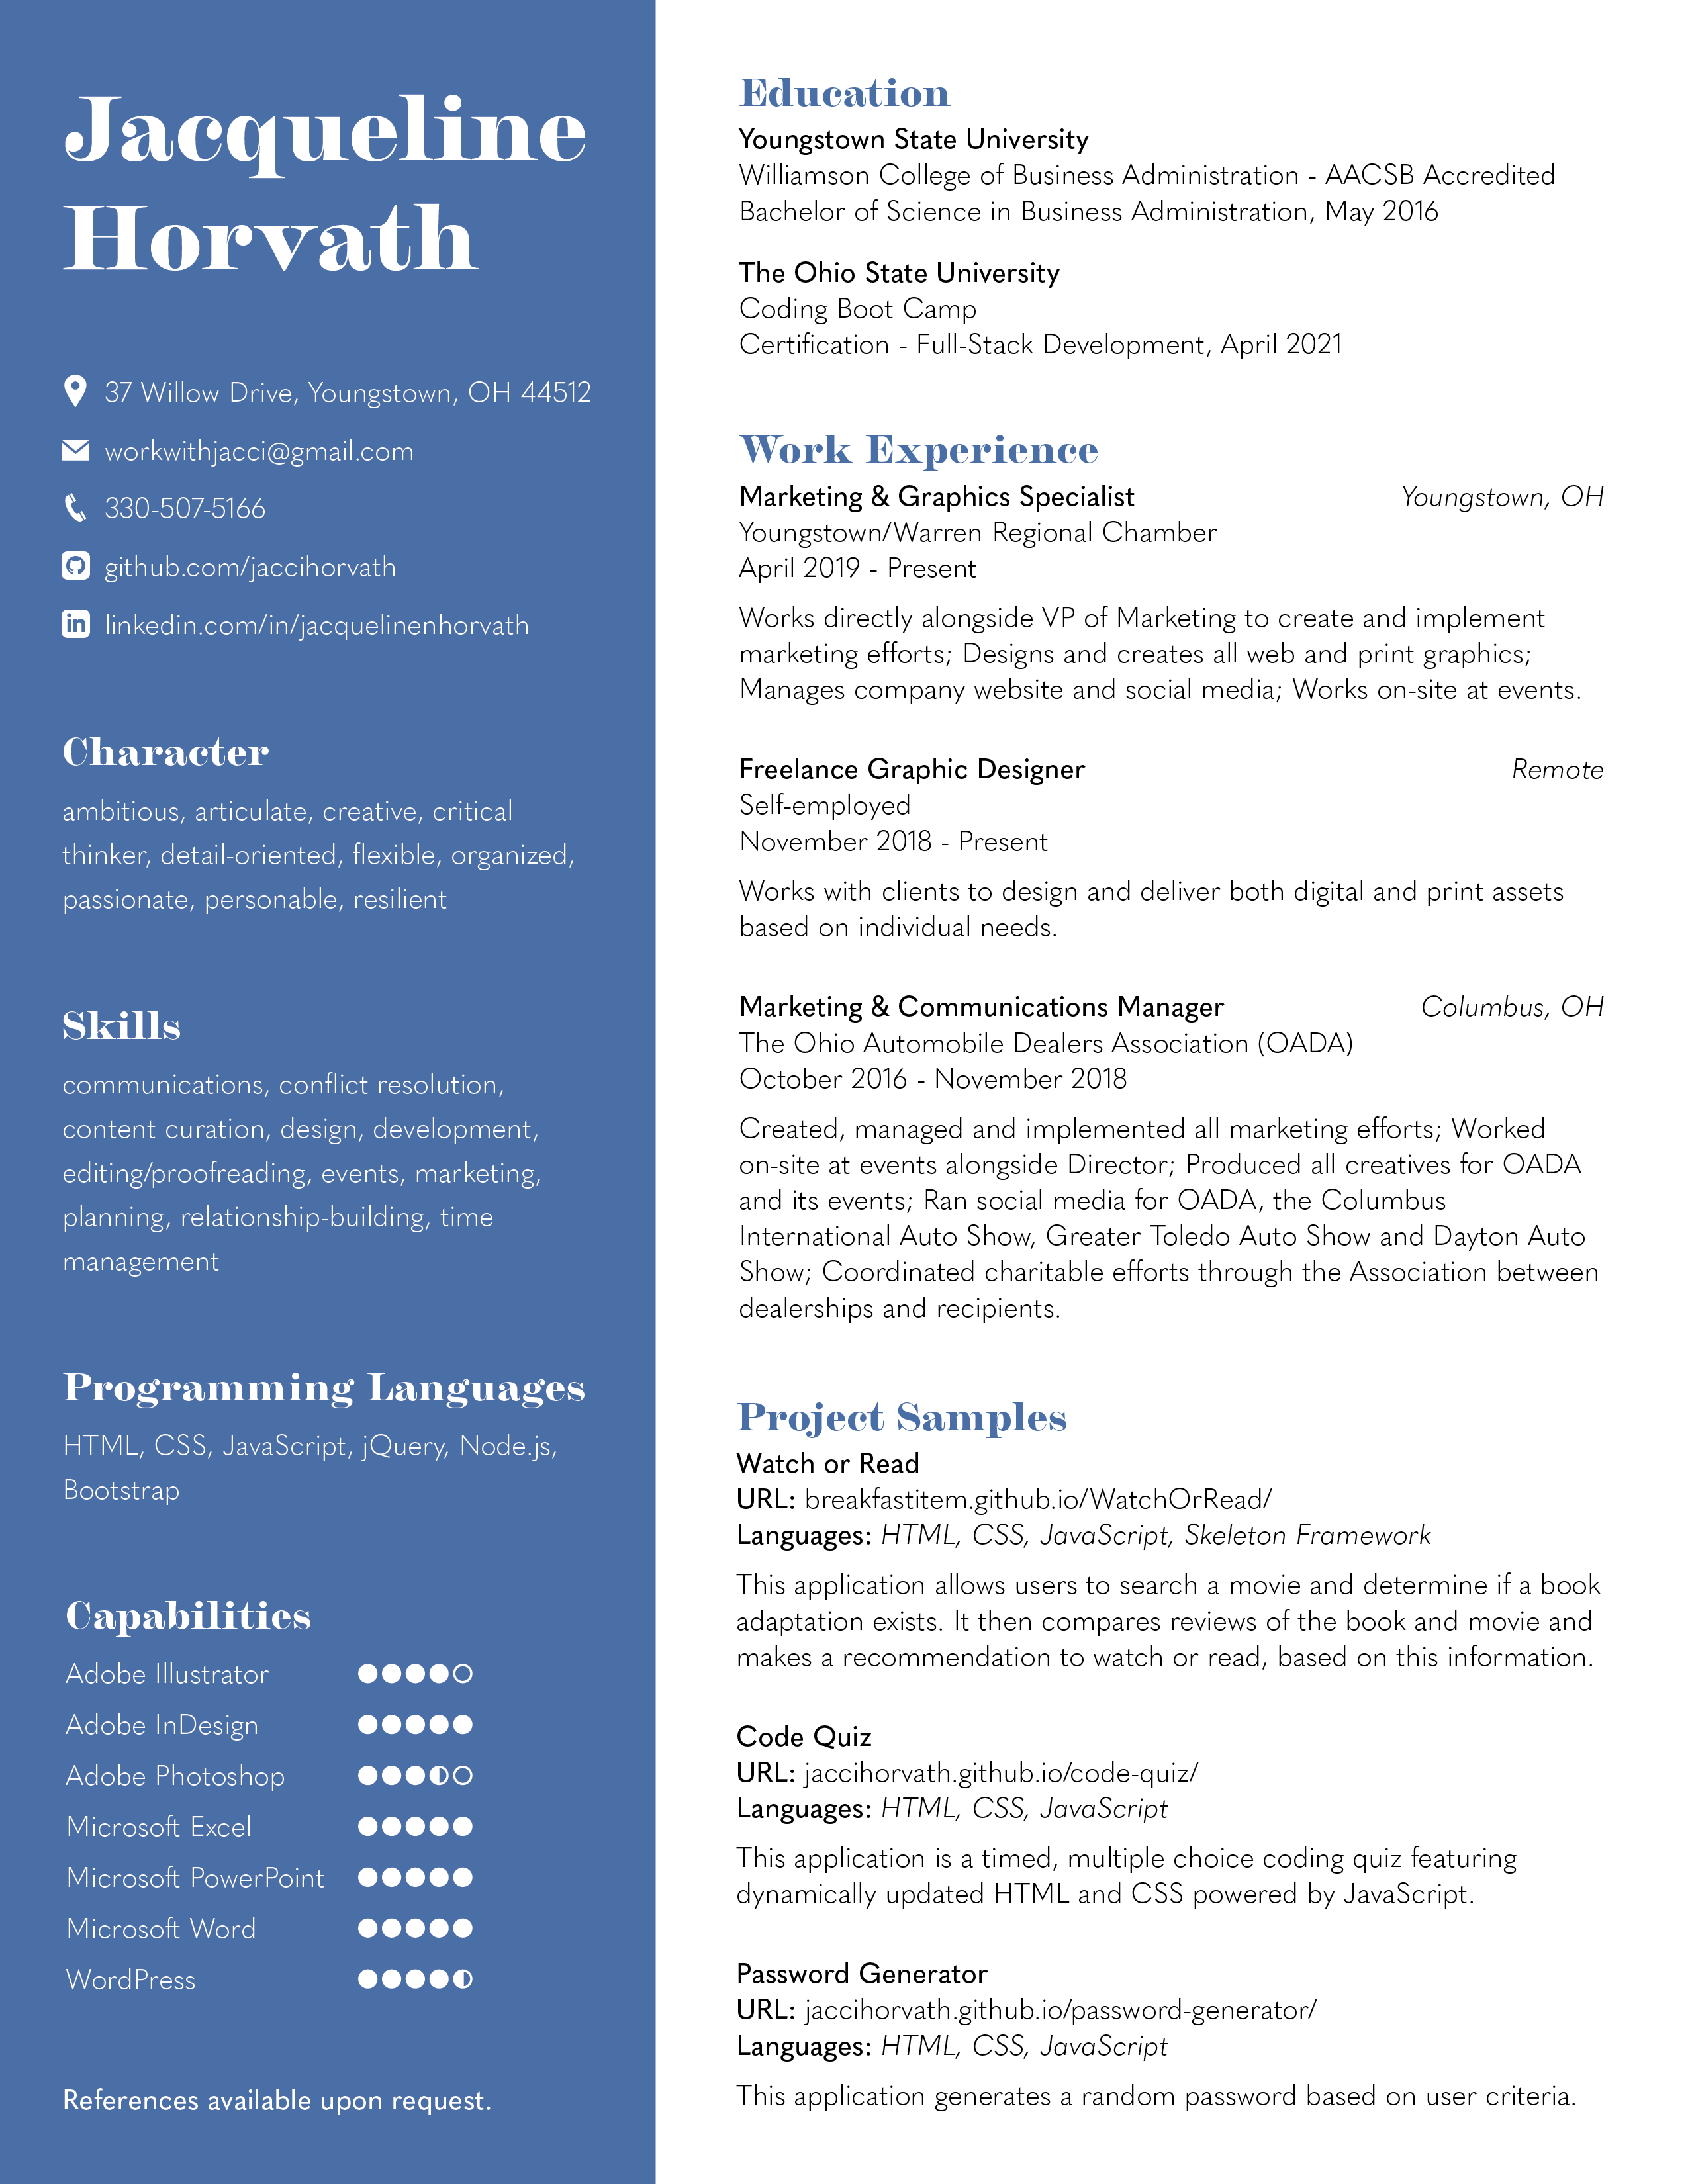 Jacqueline
Horvath
37 Willow Drive, Youngstown, OH 44512
workwithjacci@gmail.com
330-507-5166
github.com/jaccihorvath
linkedin.com/in/jacquelinenhorvath
Character
ambitious, articulate, creative, critical
thinker, detail-oriented, flexible, organized,
passionate, personable, resilient
Skills
communications, conflict resolution,
content curation, design, development,
editing/proofreading, events, marketing,
planning, relationship-building, time
management
Programming Languages
HTML, CSS, JavaScript, jQuery, Node.js,
Bootstrap
Capabilities
Adobe Illustrator
Adobe InDesign
Adobe Photoshop
Microsoft Excel
Microsoft PowerPoint
Microsoft Word
WordPress
References available upon request.
Education
Youngstown State University
Williamson College of Business Administration - AACSB Accredited
Bachelor of Science in Business Administration, May 2016
The Ohio State University
Coding Boot Camp
Certification - Full-Stack Development, April 2021
Work Experience
Marketing & Graphics Specialist Youngstown, OH
Youngstown/Warren Regional Chamber
April 2019 - Present
Works directly alongside VP of Marketing to create and implement
marketing efforts; Designs and creates all web and print graphics;
Manages company website and social media; Works on-site at events.
Freelance Graphic Designer Remote
Self-employed
November 2018 - Present
Works with clients to design and deliver both digital and print assets
based on individual needs.
Marketing & Communications Manager Columbus, OH
The Ohio Automobile Dealers Association (OADA)
October 2016 - November 2018
Created, managed and implemented all marketing efforts; Worked
on-site at events alongside Director; Produced all creatives for OADA
and its events; Ran social media for OADA, the Columbus
International Auto Show, Greater Toledo Auto Show and Dayton Auto
Show; Coordinated charitable efforts through the Association between
dealerships and recipients.
Project Samples
Watch or Read
URL: breakfastitem.github.io/WatchOrRead/
Languages: HTML, CSS, JavaScript, Skeleton Framework
This application allows users to search a movie and determine if a book
adaptation exists. It then compares reviews of the book and movie and
makes a recommendation to watch or read, based on this information.
Code Quiz
URL: jaccihorvath.github.io/code-quiz/
Languages: HTML, CSS, JavaScript
This application is a timed, multiple choice coding quiz featuring
dynamically updated HTML and CSS powered by JavaScript.
Password Generator
URL: jaccihorvath.github.io/password-generator/
Languages: HTML, CSS, JavaScript
This application generates a random password based on user criteria.